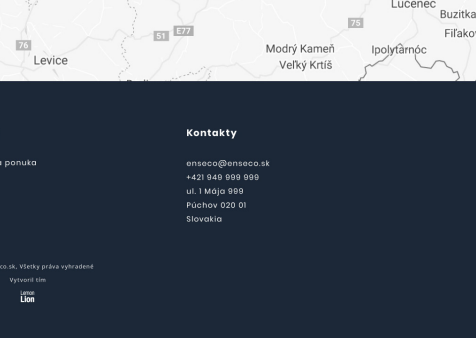 Lučenec
Buzitka
75
E77
51
76
Fiľakov
Modrý Kameň
Ipolytarnóc
Levice
Veľký Krtíš
Kontakty
a ponuka
enseco@enseco.sk
+421 949 999 999
ul. 1 Mája 999
Púchov 020 01
Slovakia
co.sk, Všetky práva vyhradené
Vytvoril tím
Lemon
Lion